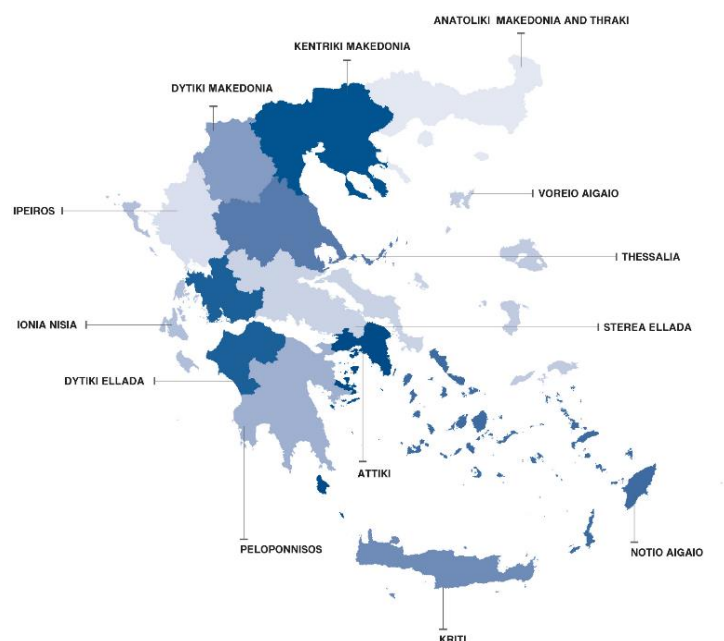 ANATOLIKI MAKEDONIA AND THRAKI
KENTRIKI MAKEDONIA
DYTIKI MAKEDONIA
VOREIO AIGAIO
IPEIROS
THESSALIA
IONIA NISIA
STEREA ELLADA
DYTIKI ELLADA
ATTIKI
PELOPONNISOS
NOTIO AIGAIO
KRITI